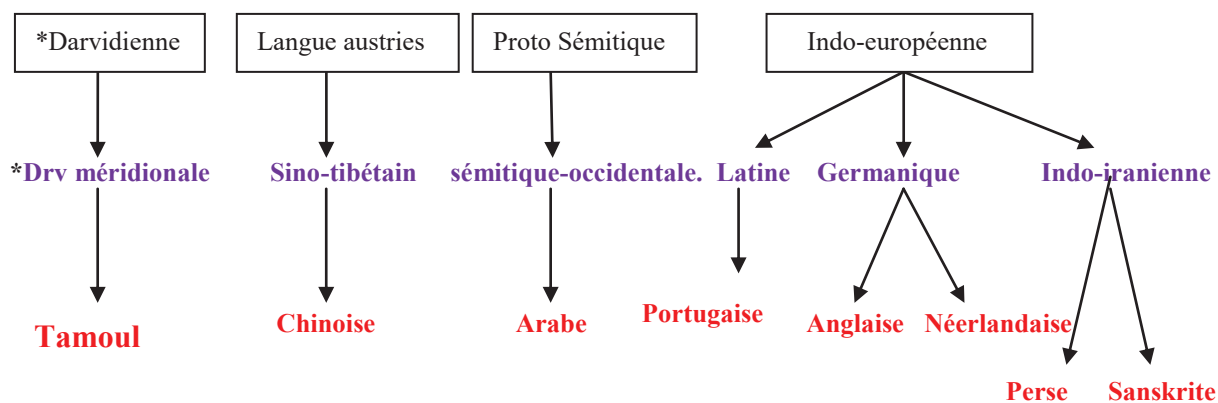 *Darvidienne
Langue austries
Proto Sémitique
Indo-européenne
*Drv méridionale
Sino-tibétain
sémitique-occidentale.
Latine
Germanique
Indo-iranienne
Tamoul
Chinoise
Arabe
Portugaise
Anglaise
Néerlandaise
Perse
Sanskrite